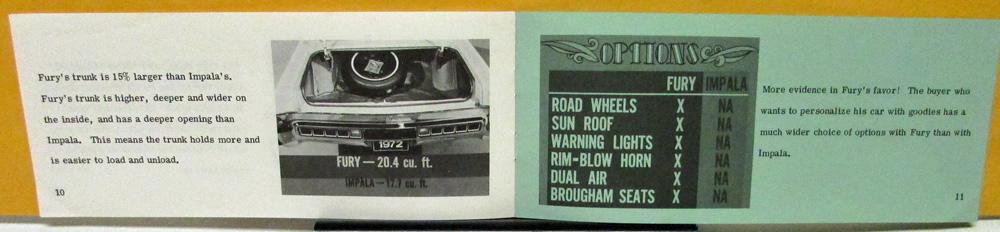 Fury's trunk is 15% larger than Impala's.
Fury's trunk is higher, deeper and wider on
the inside, and has a deeper opening than
Impala. This means the trunk holds more and
is easier to load and unload.
10
1972
FURY — 20.4 cu. ft.
IMPALA — 17.7 cu. ft.
OPTIONS
FURY IMPALA
ROAD WHEELS X NA
SUN ROOF X NA
WARNING LIGHTS X NA
RIM-BLOW HORN X NA
DUAL AIR X NA
BROUGHAM SEATS X NA
More evidence in Fury's favor! The buyer who
wants to personalize his car with goodies has a
much wider choice of options with Fury than with
Impala.
11